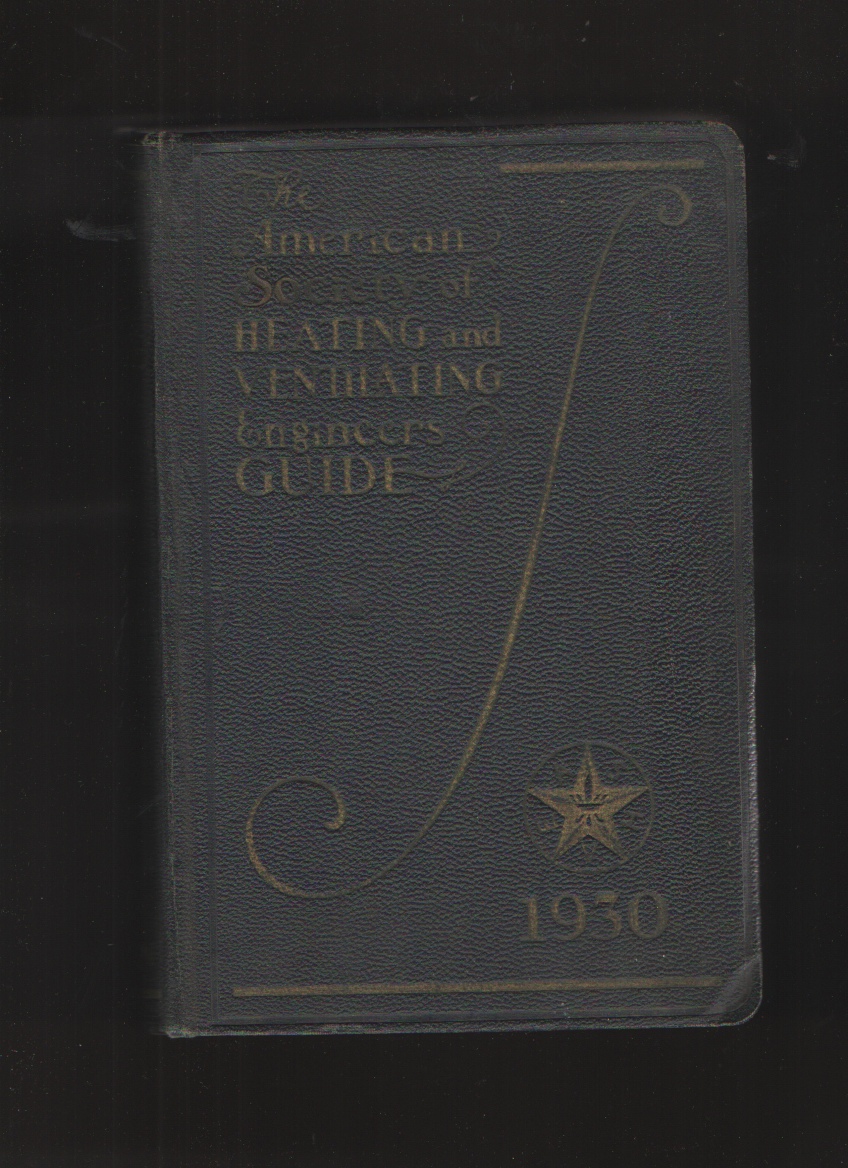 The
American
Society of
HEATING and
VENTILATING
Engineers
GUIDE
1930